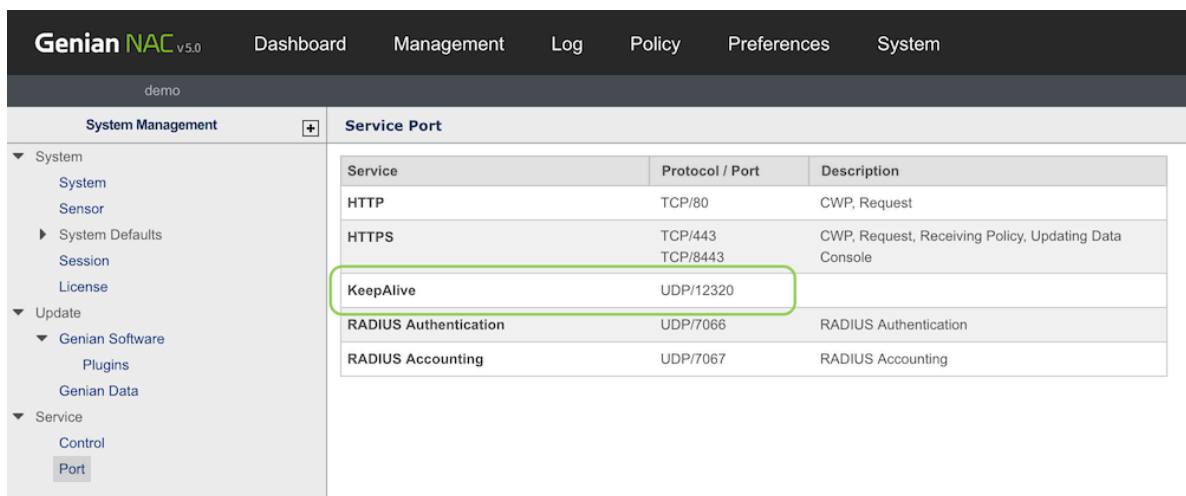 Genian NAC v5.0 Dashboard Management Log Policy Preferences System
demo
System Management
System
System
Sensor
System Defaults
Session
License
Update
Genian Software
Plugins
Genian Data
Service
Control
Port
Service Port
Service Protocol / Port Description
HTTP TCP/80 CWP, Request
HTTPS TCP/443 CWP, Request, Receiving Policy, Updating Data
TCP/8443 Console
KeepAlive UDP/12320
RADIUS Authentication UDP/7066 RADIUS Authentication
RADIUS Accounting UDP/7067 RADIUS Accounting